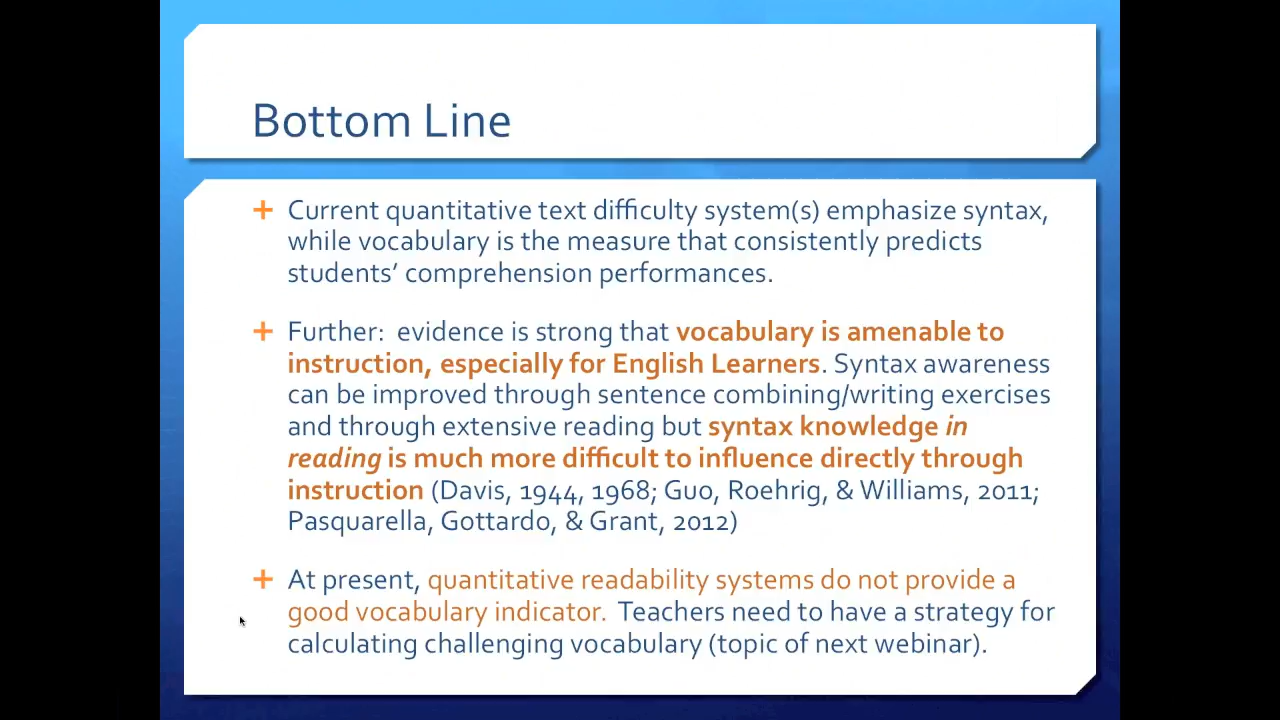 Bottom Line
+ Current quantitative text difficulty system(s) emphasize syntax,
while vocabulary is the measure that consistently predicts
students’ comprehension performances.
+ Further:  evidence is strong that vocabulary is amenable to
instruction, especially for English Learners. Syntax awareness
can be improved through sentence combining/writing exercises
and through extensive reading but syntax knowledge in
reading is much more difficult to influence directly through
instruction (Davis, 1944, 1968; Guo, Roehrig, & Williams, 2011;
Pasquarella, Gottardo, & Grant, 2012)
+ At present, quantitative readability systems do not provide a
good vocabulary indicator.  Teachers need to have a strategy for
calculating challenging vocabulary (topic of next webinar).